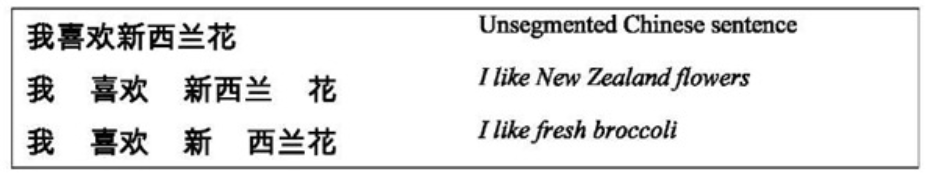 我喜欢新西兰花 Unsegmented Chinese sentence
我 喜欢 新西兰 花 I like New Zealand flowers
我 喜欢 新 西兰花 I like fresh broccoli